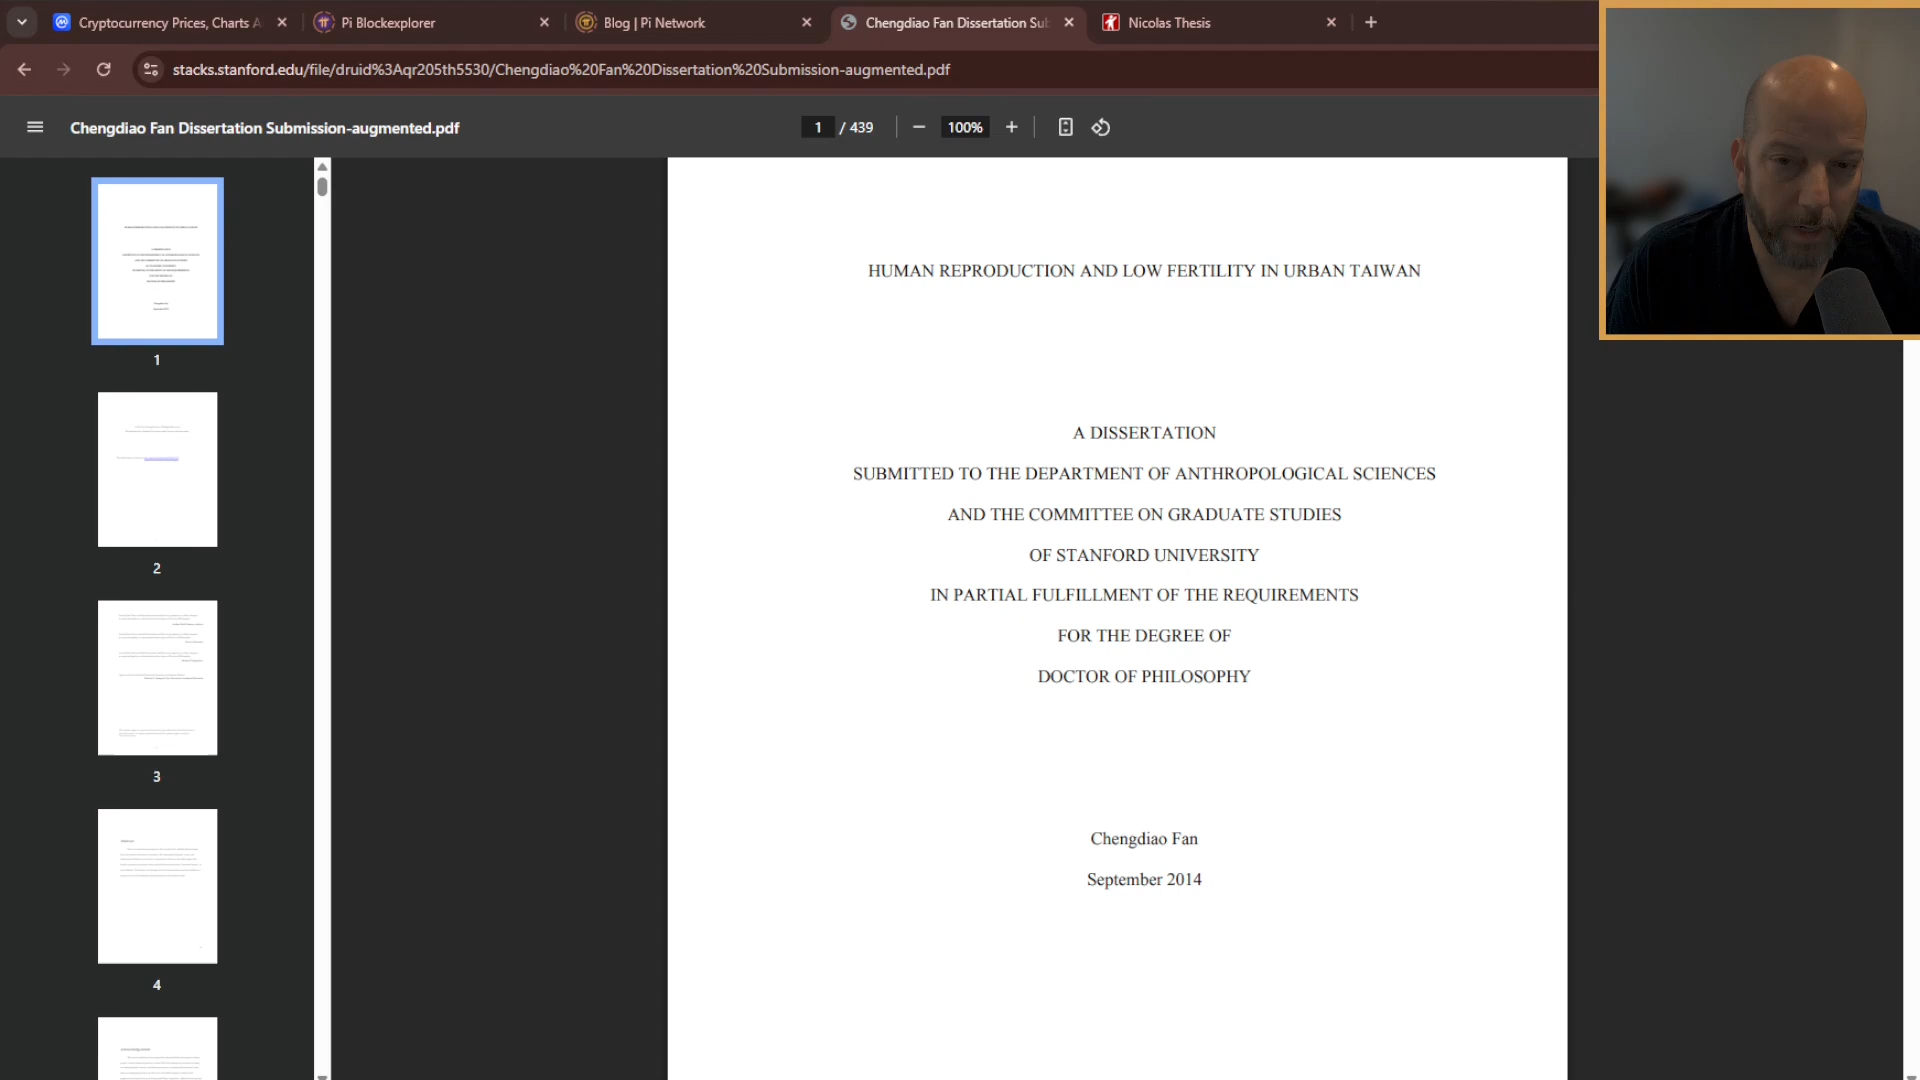 Cryptocurrency Prices, Charts A
Pi Blockexplorer
Blog | Pi Network
Chengdiao Fan Dissertation Sub
Nicolas Thesis
stacks.stanford.edu/file/druid%3Aqr205th5530/Chengdiao%20Fan%20Dissertation%20Submission-augmented.pdf
Chengdiao Fan Dissertation Submission-augmented.pdf
1 / 439
100%
1
2
3
4
HUMAN REPRODUCTION AND LOW FERTILITY IN URBAN TAIWAN
A DISSERTATION
SUBMITTED TO THE DEPARTMENT OF ANTHROPOLOGICAL SCIENCES
AND THE COMMITTEE ON GRADUATE STUDIES
OF STANFORD UNIVERSITY
IN PARTIAL FULFILLMENT OF THE REQUIREMENTS
FOR THE DEGREE OF
DOCTOR OF PHILOSOPHY
Chengdiao Fan
September 2014